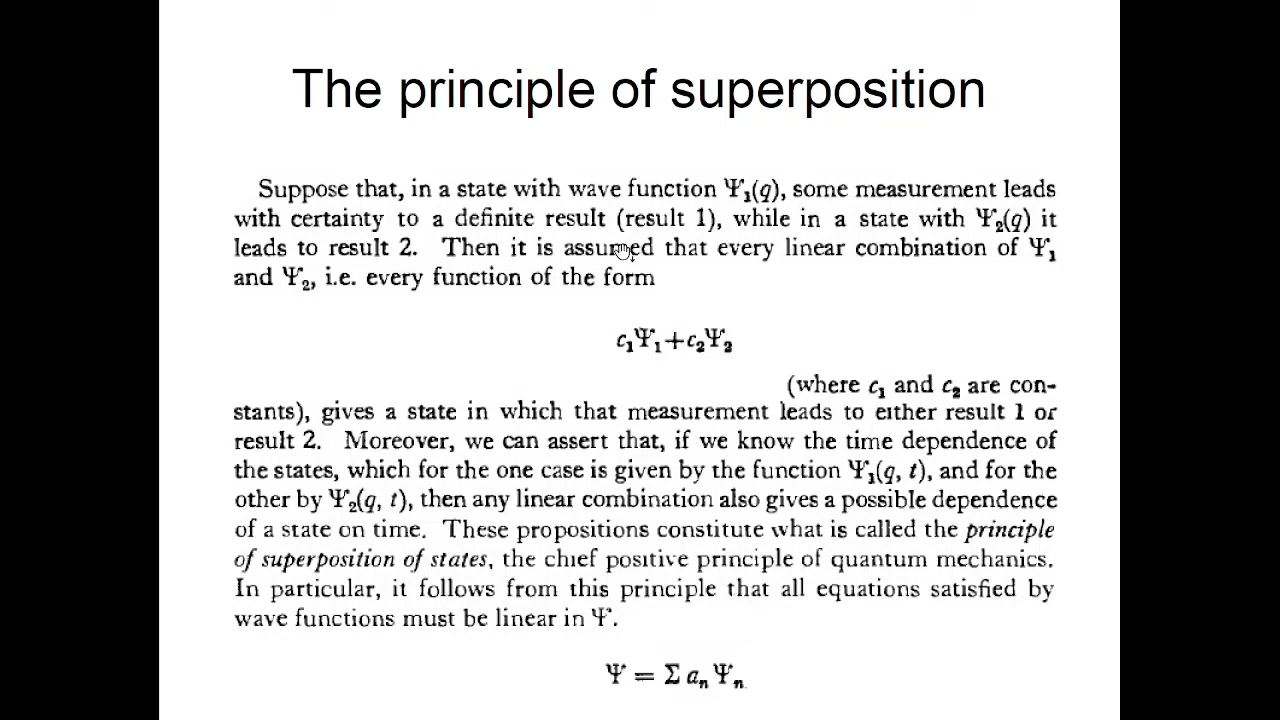 The principle of superposition
Suppose that, in a state with wave function Ψ₁(q), some measurement leads
with certainty to a definite result (result 1), while in a state with Ψ₂(q) it
leads to result 2. Then it is assumed that every linear combination of Ψ₁
and Ψ₂, i.e. every function of the form
c₁Ψ₁+c₂Ψ₂
(where c₁ and c₂ are con-
stants), gives a state in which that measurement leads to either result 1 or
result 2. Moreover, we can assert that, if we know the time dependence of
the states, which for the one case is given by the function Ψ₁(q, t), and for the
other by Ψ₂(q, t), then any linear combination also gives a possible dependence
of a state on time. These propositions constitute what is called the principle
of superposition of states, the chief positive principle of quantum mechanics.
In particular, it follows from this principle that all equations satisfied by
wave functions must be linear in Ψ.
Ψ = Σ aₙ Ψₙ